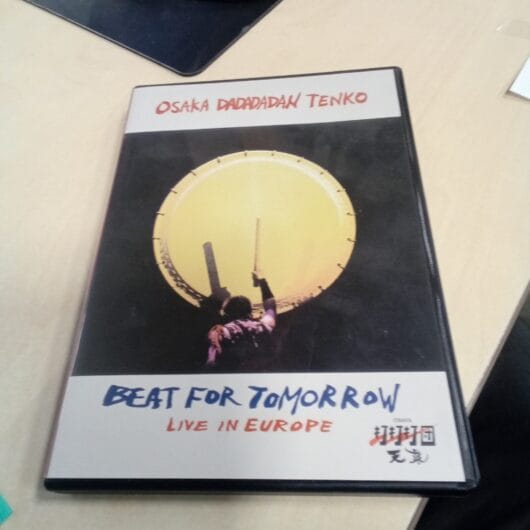 OSAKA DADADADAN TENKO
BEAT FOR TOMORROW
LIVE IN EUROPE
OSAKA
打打打団
天鼓